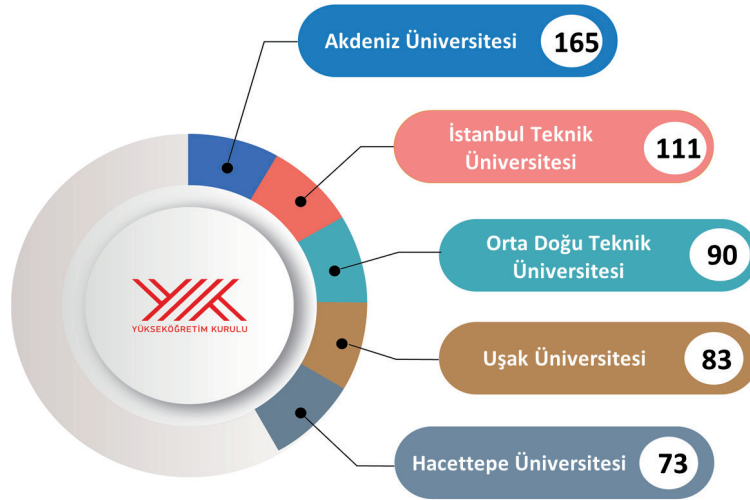 Akdeniz Üniversitesi 165
İstanbul Teknik
Üniversitesi 111
Orta Doğu Teknik
Üniversitesi 90
Uşak Üniversitesi 83
Hacettepe Üniversitesi 73
YÜKSEKÖĞRETİM KURULU